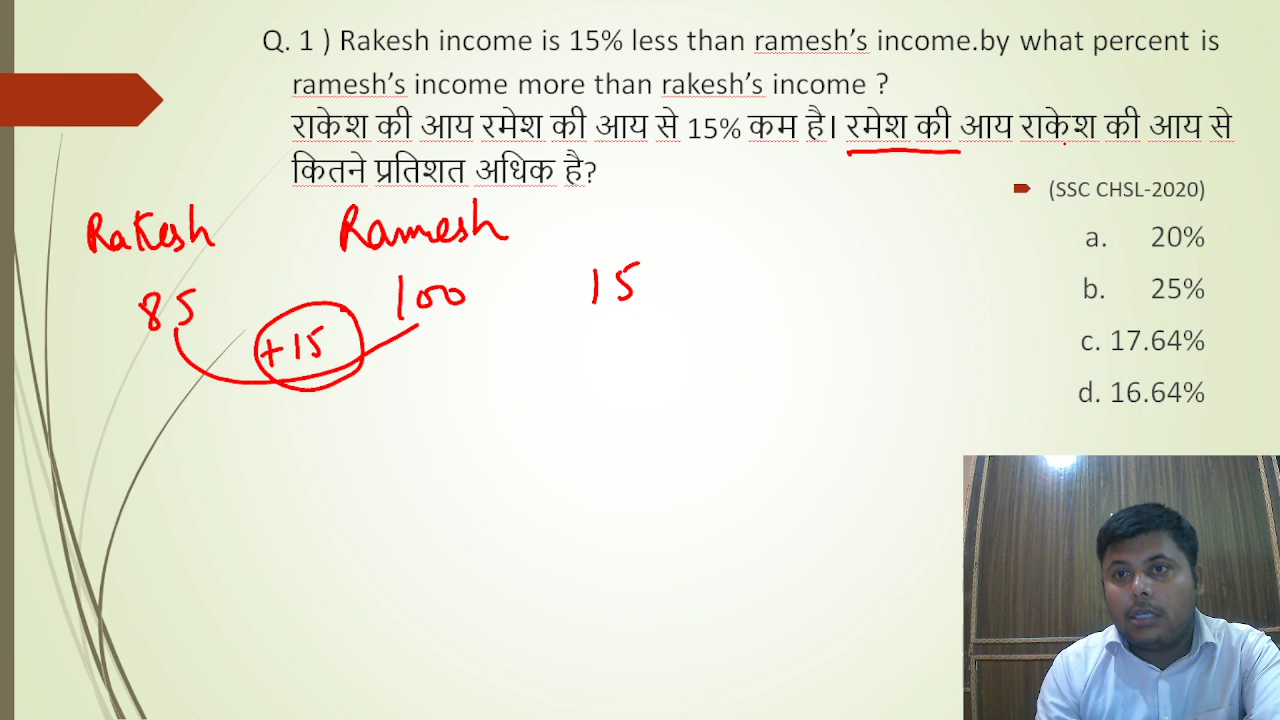 Q. 1 ) Rakesh income is 15% less than ramesh's income.by what percent is
ramesh's income more than rakesh's income ?
राकेश की आय रमेश की आय से 15% कम है। रमेश की आय राकेश की आय से
कितने प्रतिशत अधिक है?
(SSC CHSL-2020)
a. 20%
b. 25%
c. 17.64%
d. 16.64%
Rakesh Ramesh
85 100 15
+15